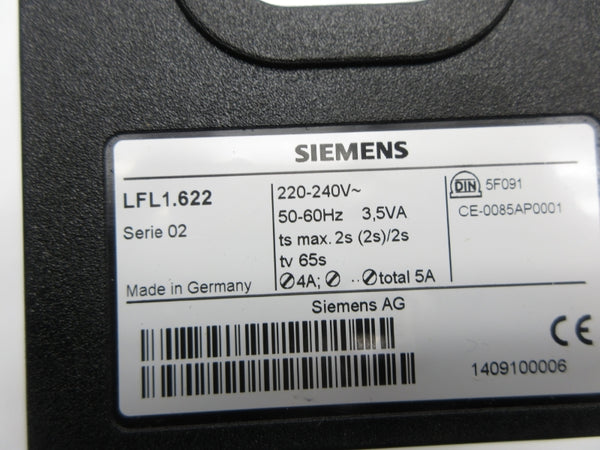 SIEMENS
LFL1.622
Serie 02
Made in Germany
220-240V~
50-60Hz 3,5VA
ts max. 2s (2s)/2s
tv 65s
⊘4A; ⊘ ··⊘total 5A
DIN 5F091
CE-0085AP0001
Siemens AG
CE
1409100006